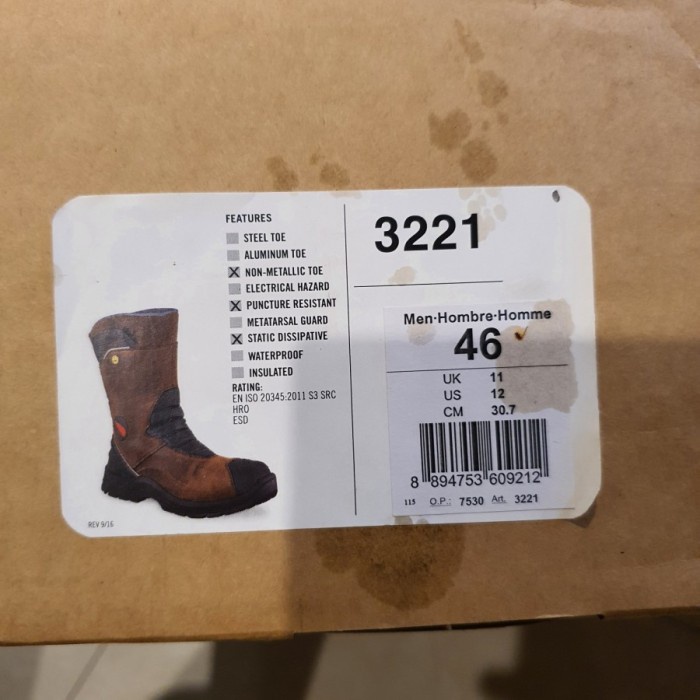 FEATURES
STEEL TOE
ALUMINUM TOE
NON-METALLIC TOE
ELECTRICAL HAZARD
PUNCTURE RESISTANT
METATARSAL GUARD
STATIC DISSIPATIVE
WATERPROOF
INSULATED
RATING:
EN ISO 20345:2011 S3 SRC
HRO
ESD
REV 9/16
3221
Men·Hombre·Homme
46
UK 11
US 12
CM 30.7
8 894753 609212
115 O.P.: 7530 Art. 3221